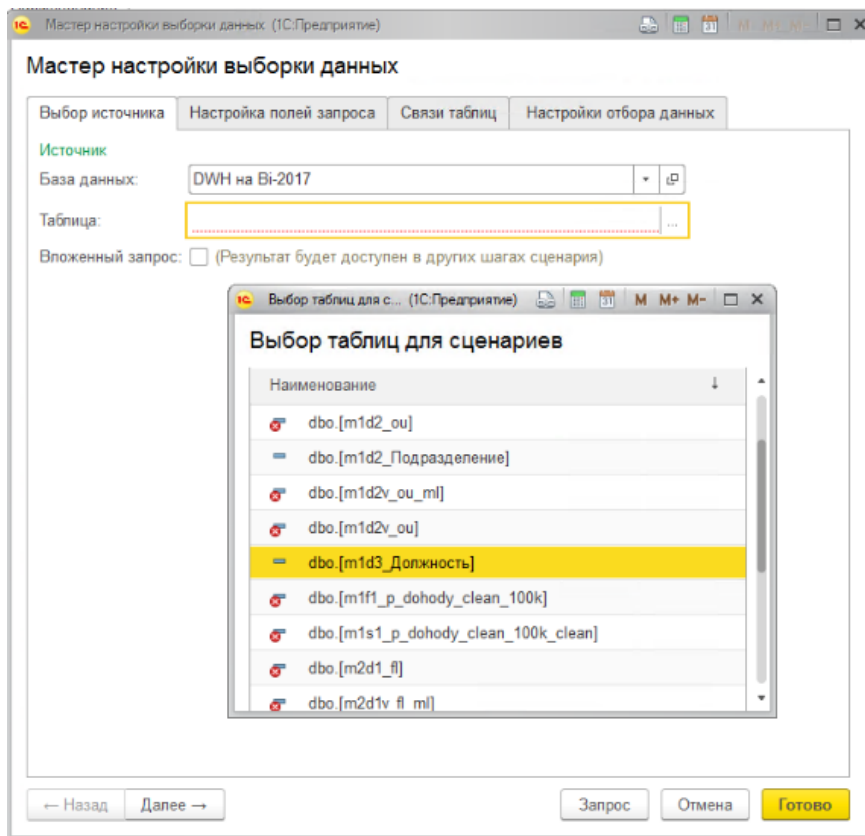 Мастер настройки выборки данных (1С:Предприятие)
Мастер настройки выборки данных
Выбор источника
Настройка полей запроса
Связи таблиц
Настройки отбора данных
Источник
База данных: DWH на Bi-2017
Таблица:
Вложенный запрос: (Результат будет доступен в других шагах сценария)
Выбор таблиц для с... (1С:Предприятие) M M+ M-
Выбор таблиц для сценариев
Наименование
dbo.[m1d2_ou]
dbo.[m1d2_Подразделение]
dbo.[m1d2v_ou_ml]
dbo.[m1d2v_ou]
dbo.[m1d3_Должность]
dbo.[m1f1_p_dohody_clean_100k]
dbo.[m1s1_p_dohody_clean_100k_clean]
dbo.[m2d1_fl]
dbo.[m2d1v_fl_ml]
← Назад
Далее →
Запрос
Отмена
Готово